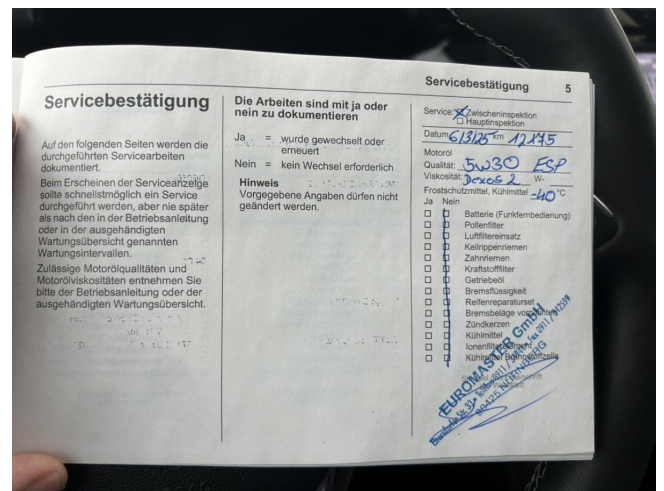 Servicebestätigung
Auf den folgenden Seiten werden die
durchgeführten Servicearbeiten
dokumentiert.
Beim Erscheinen der Serviceanzeige
sollte schnellstmöglich ein Service
durchgeführt werden, aber nie später
als nach den in der Betriebsanleitung
oder in der ausgehändigten
Wartungsübersicht genannten
Wartungsintervallen.
Zulässige Motorölqualitäten und
Motorölviskositäten entnehmen Sie
bitte der Betriebsanleitung oder der
ausgehändigten Wartungsübersicht.
Die Arbeiten sind mit ja oder
nein zu dokumentieren
Ja = wurde gewechselt oder
erneuert
Nein = kein Wechsel erforderlich
Hinweis
Vorgegebene Angaben dürfen nicht
geändert werden.
Servicebestätigung 5
Service: Zwischeninspektion
Hauptinspektion
Datum 6/3/25 km 12175
Motoröl
Qualität: 5W30 ESP
Viskosität: Dexos 2 W-
Frostschutzmittel, Kühlmittel -40 °C
Ja Nein
Batterie (Funkfernbedienung)
Pollenfilter
Luftfiltereinsatz
Keilrippenriemen
Zahnriemen
Kraftstofffilter
Getriebeöl
Bremsflüssigkeit
Reifenreparaturset
Bremsbeläge
Zündkerzen
Kühlmittel
Kühlmittel Brennstoffzelle
EUROMASTER GmbH
NÜRNBERG